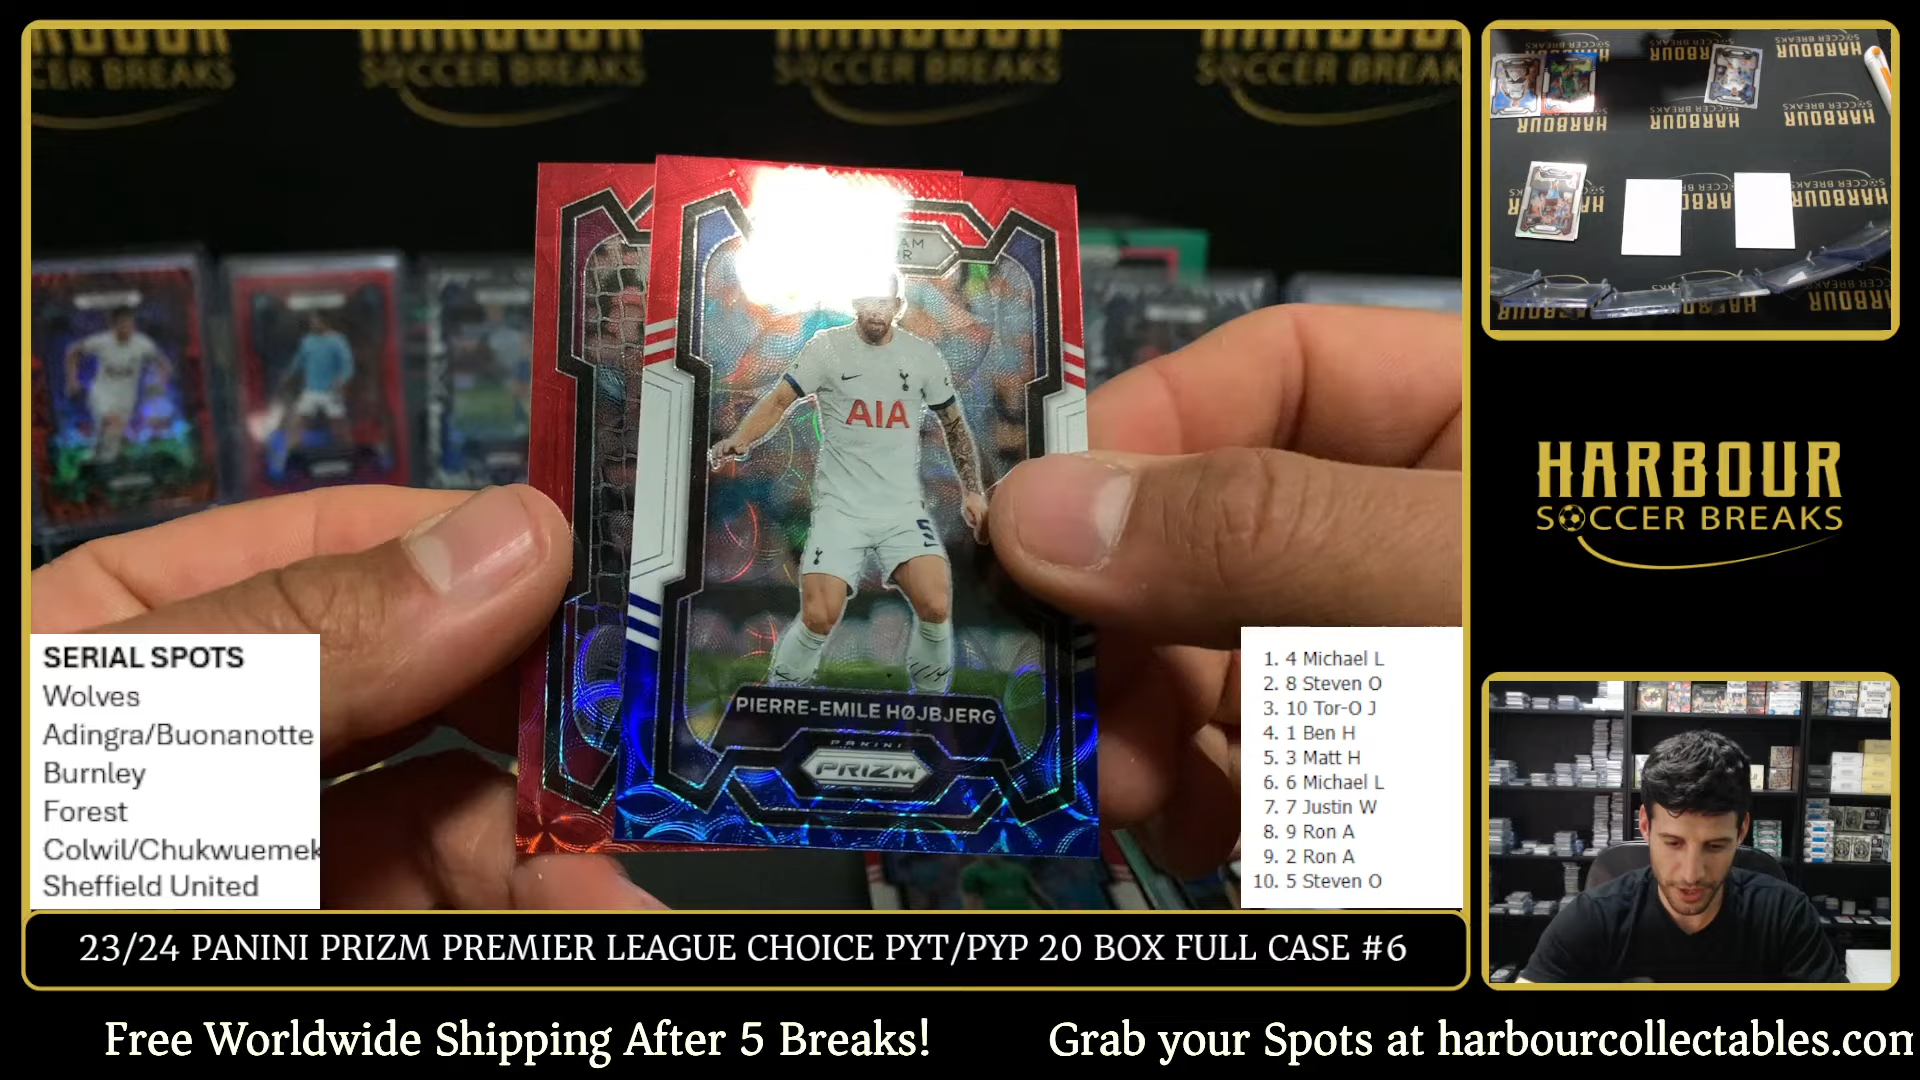 HARBOUR
SOCCER BREAKS
AIA
5
PIERRE-EMILE HØJBJERG
PANINI
PRIZM
SERIAL SPOTS
Wolves
Adingra/Buonanotte
Burnley
Forest
Colwil/Chukwuemek
Sheffield United
1. 4 Michael L
2. 8 Steven O
3. 10 Tor-O J
4. 1 Ben H
5. 3 Matt H
6. 6 Michael L
7. 7 Justin W
8. 9 Ron A
9. 2 Ron A
10. 5 Steven O
HARBOUR
SOCCER BREAKS
23/24 PANINI PRIZM PREMIER LEAGUE CHOICE PYT/PYP 20 BOX FULL CASE #6
Free Worldwide Shipping After 5 Breaks!
Grab your Spots at harbourcollectables.com